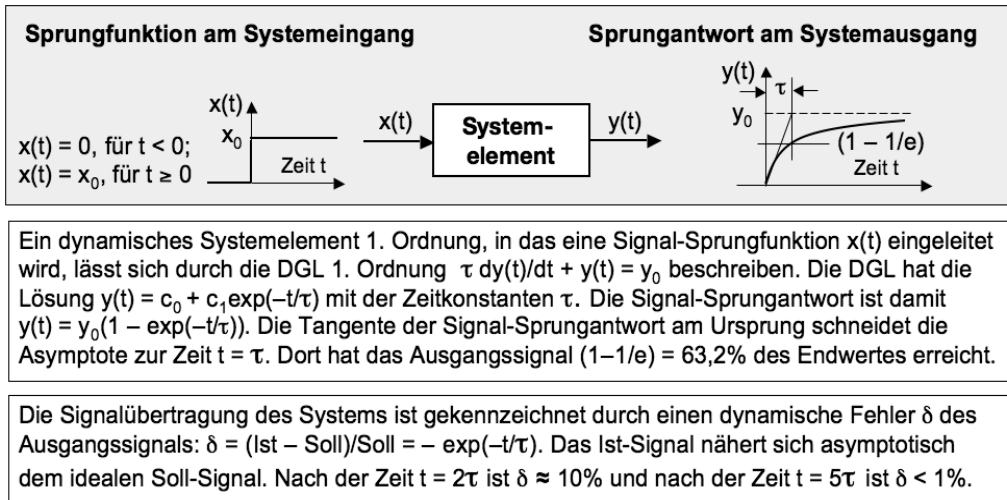 Sprungfunktion am Systemeingang
Sprungantwort am Systemausgang
x(t) = 0, für t < 0;
x(t) = x₀, für t ≥ 0
x(t)
x₀
Zeit t
x(t)
System-
element
y(t)
y(t)
τ
y₀
(1 – 1/e)
Zeit t
Ein dynamisches Systemelement 1. Ordnung, in das eine Signal-Sprungfunktion x(t) eingeleitet
wird, lässt sich durch die DGL 1. Ordnung τ dy(t)/dt + y(t) = y₀ beschreiben. Die DGL hat die
Lösung y(t) = c₀ + c₁exp(–t/τ) mit der Zeitkonstanten τ. Die Signal-Sprungantwort ist damit
y(t) = y₀(1 – exp(–t/τ)). Die Tangente der Signal-Sprungantwort am Ursprung schneidet die
Asymptote zur Zeit t = τ. Dort hat das Ausgangssignal (1–1/e) = 63,2% des Endwertes erreicht.
Die Signalübertragung des Systems ist gekennzeichnet durch einen dynamische Fehler δ des
Ausgangssignals: δ = (Ist – Soll)/Soll = – exp(–t/τ). Das Ist-Signal nähert sich asymptotisch
dem idealen Soll-Signal. Nach der Zeit t = 2τ ist δ ≈ 10% und nach der Zeit t = 5τ ist δ < 1%.